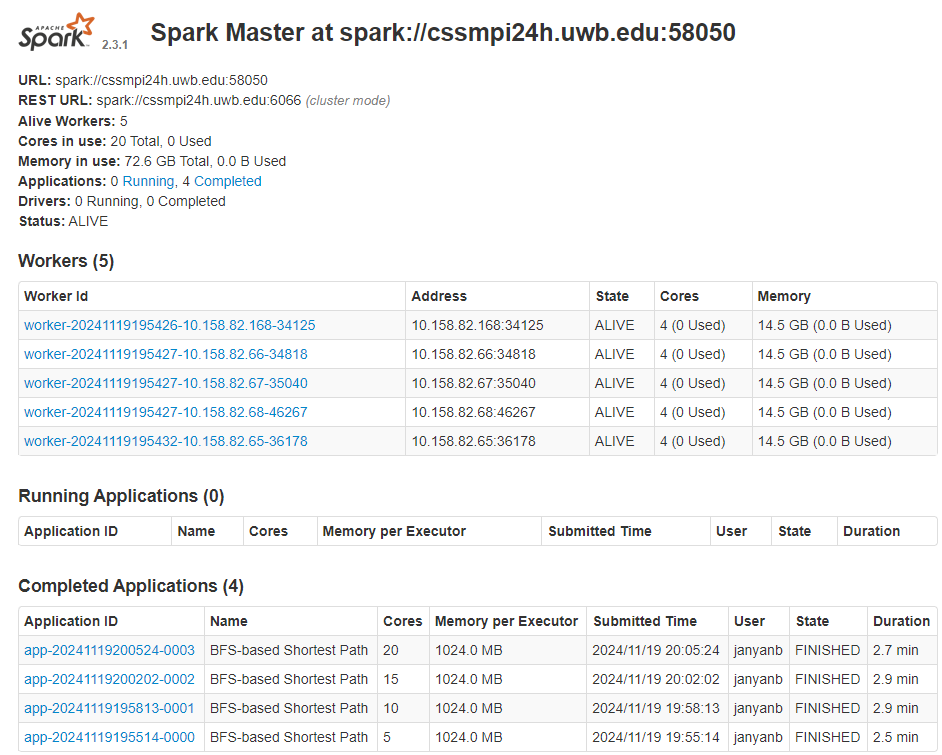 APACHE
Spark™ 2.3.1 Spark Master at spark://cssmpi24h.uwb.edu:58050
URL: spark://cssmpi24h.uwb.edu:58050
REST URL: spark://cssmpi24h.uwb.edu:6066 (cluster mode)
Alive Workers: 5
Cores in use: 20 Total, 0 Used
Memory in use: 72.6 GB Total, 0.0 B Used
Applications: 0 Running, 4 Completed
Drivers: 0 Running, 0 Completed
Status: ALIVE
Workers (5)
Worker Id Address State Cores Memory
worker-20241119195426-10.158.82.168-34125 10.158.82.168:34125 ALIVE 4 (0 Used) 14.5 GB (0.0 B Used)
worker-20241119195427-10.158.82.66-34818 10.158.82.66:34818 ALIVE 4 (0 Used) 14.5 GB (0.0 B Used)
worker-20241119195427-10.158.82.67-35040 10.158.82.67:35040 ALIVE 4 (0 Used) 14.5 GB (0.0 B Used)
worker-20241119195427-10.158.82.68-46267 10.158.82.68:46267 ALIVE 4 (0 Used) 14.5 GB (0.0 B Used)
worker-20241119195432-10.158.82.65-36178 10.158.82.65:36178 ALIVE 4 (0 Used) 14.5 GB (0.0 B Used)
Running Applications (0)
Application ID Name Cores Memory per Executor Submitted Time User State Duration
Completed Applications (4)
Application ID Name Cores Memory per Executor Submitted Time User State Duration
app-20241119200524-0003 BFS-based Shortest Path 20 1024.0 MB 2024/11/19 20:05:24 janyanb FINISHED 2.7 min
app-20241119200202-0002 BFS-based Shortest Path 15 1024.0 MB 2024/11/19 20:02:02 janyanb FINISHED 2.9 min
app-20241119195813-0001 BFS-based Shortest Path 10 1024.0 MB 2024/11/19 19:58:13 janyanb FINISHED 2.9 min
app-20241119195514-0000 BFS-based Shortest Path 5 1024.0 MB 2024/11/19 19:55:14 janyanb FINISHED 2.5 min